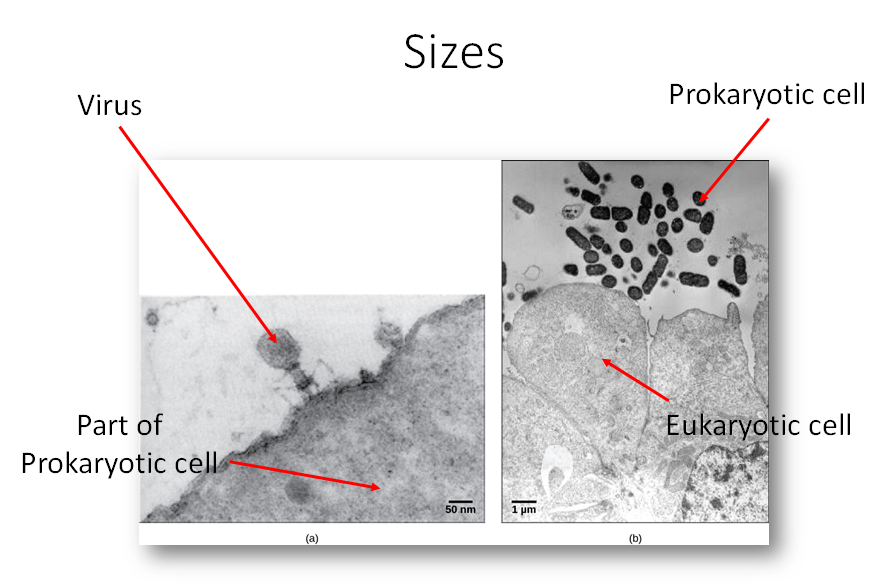 Sizes
Virus
Prokaryotic cell
Part of
Prokaryotic cell
Eukaryotic cell
50 nm
1 µm
(a)
(b)